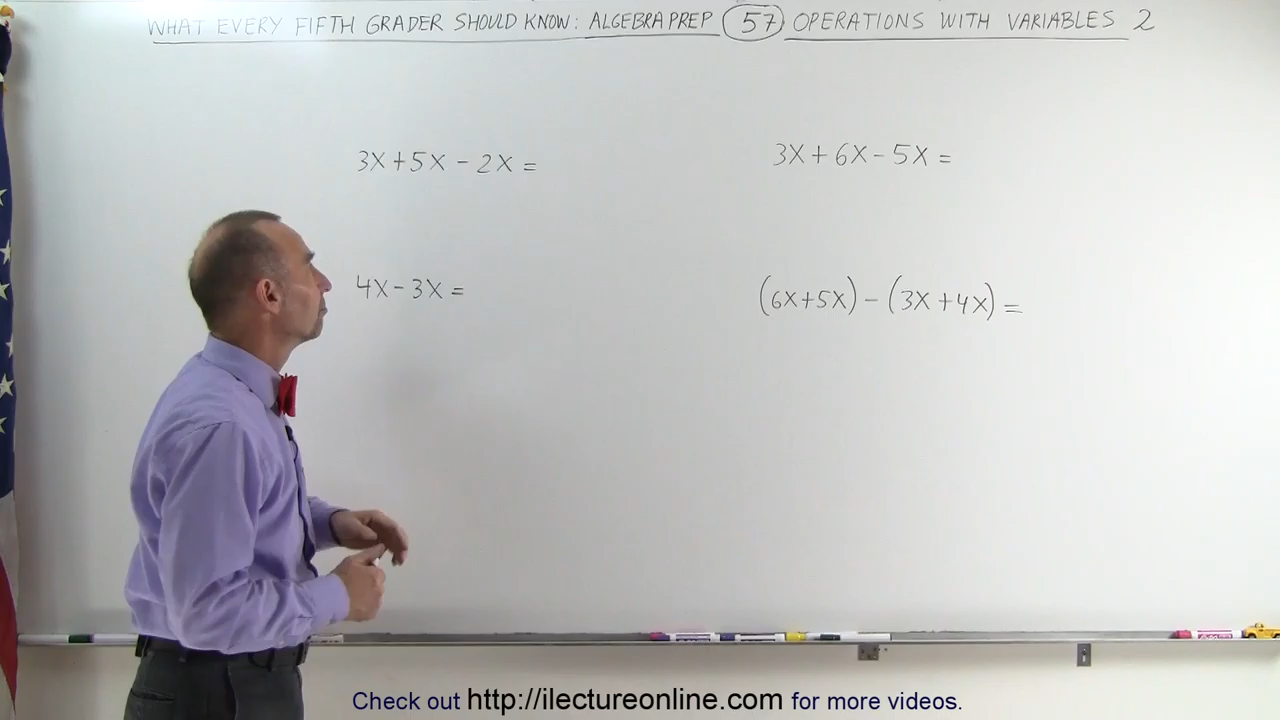 WHAT EVERY FIFTH GRADER SHOULD KNOW: ALGEBRA PREP 57 OPERATIONS WITH VARIABLES 2
3X+5X-2X=
3X+6X-5X=
4X-3X=
(6X+5X)-(3X+4X)=
Check out http://ilectureonline.com for more videos.